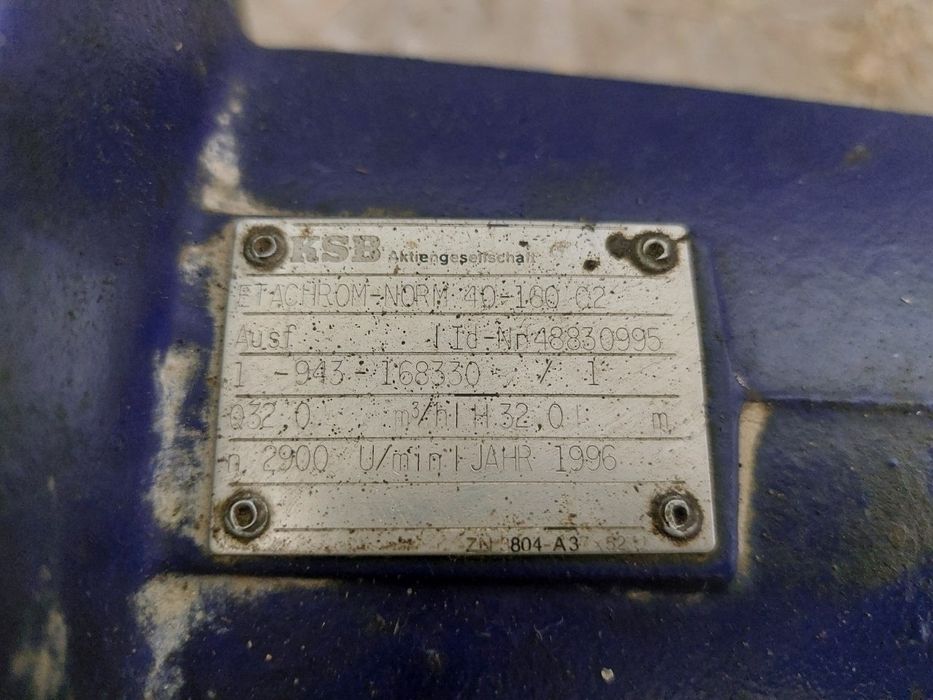 KSB Aktiengesellschaft
ETACHROM-NORM 40-160 C2
Ausf Id-Nr 48830995
1 -943-168330 / 1
Q 32,0 m³/h H 32,0 m
n 2900 U/min JAHR 1996
ZN 3804-A3